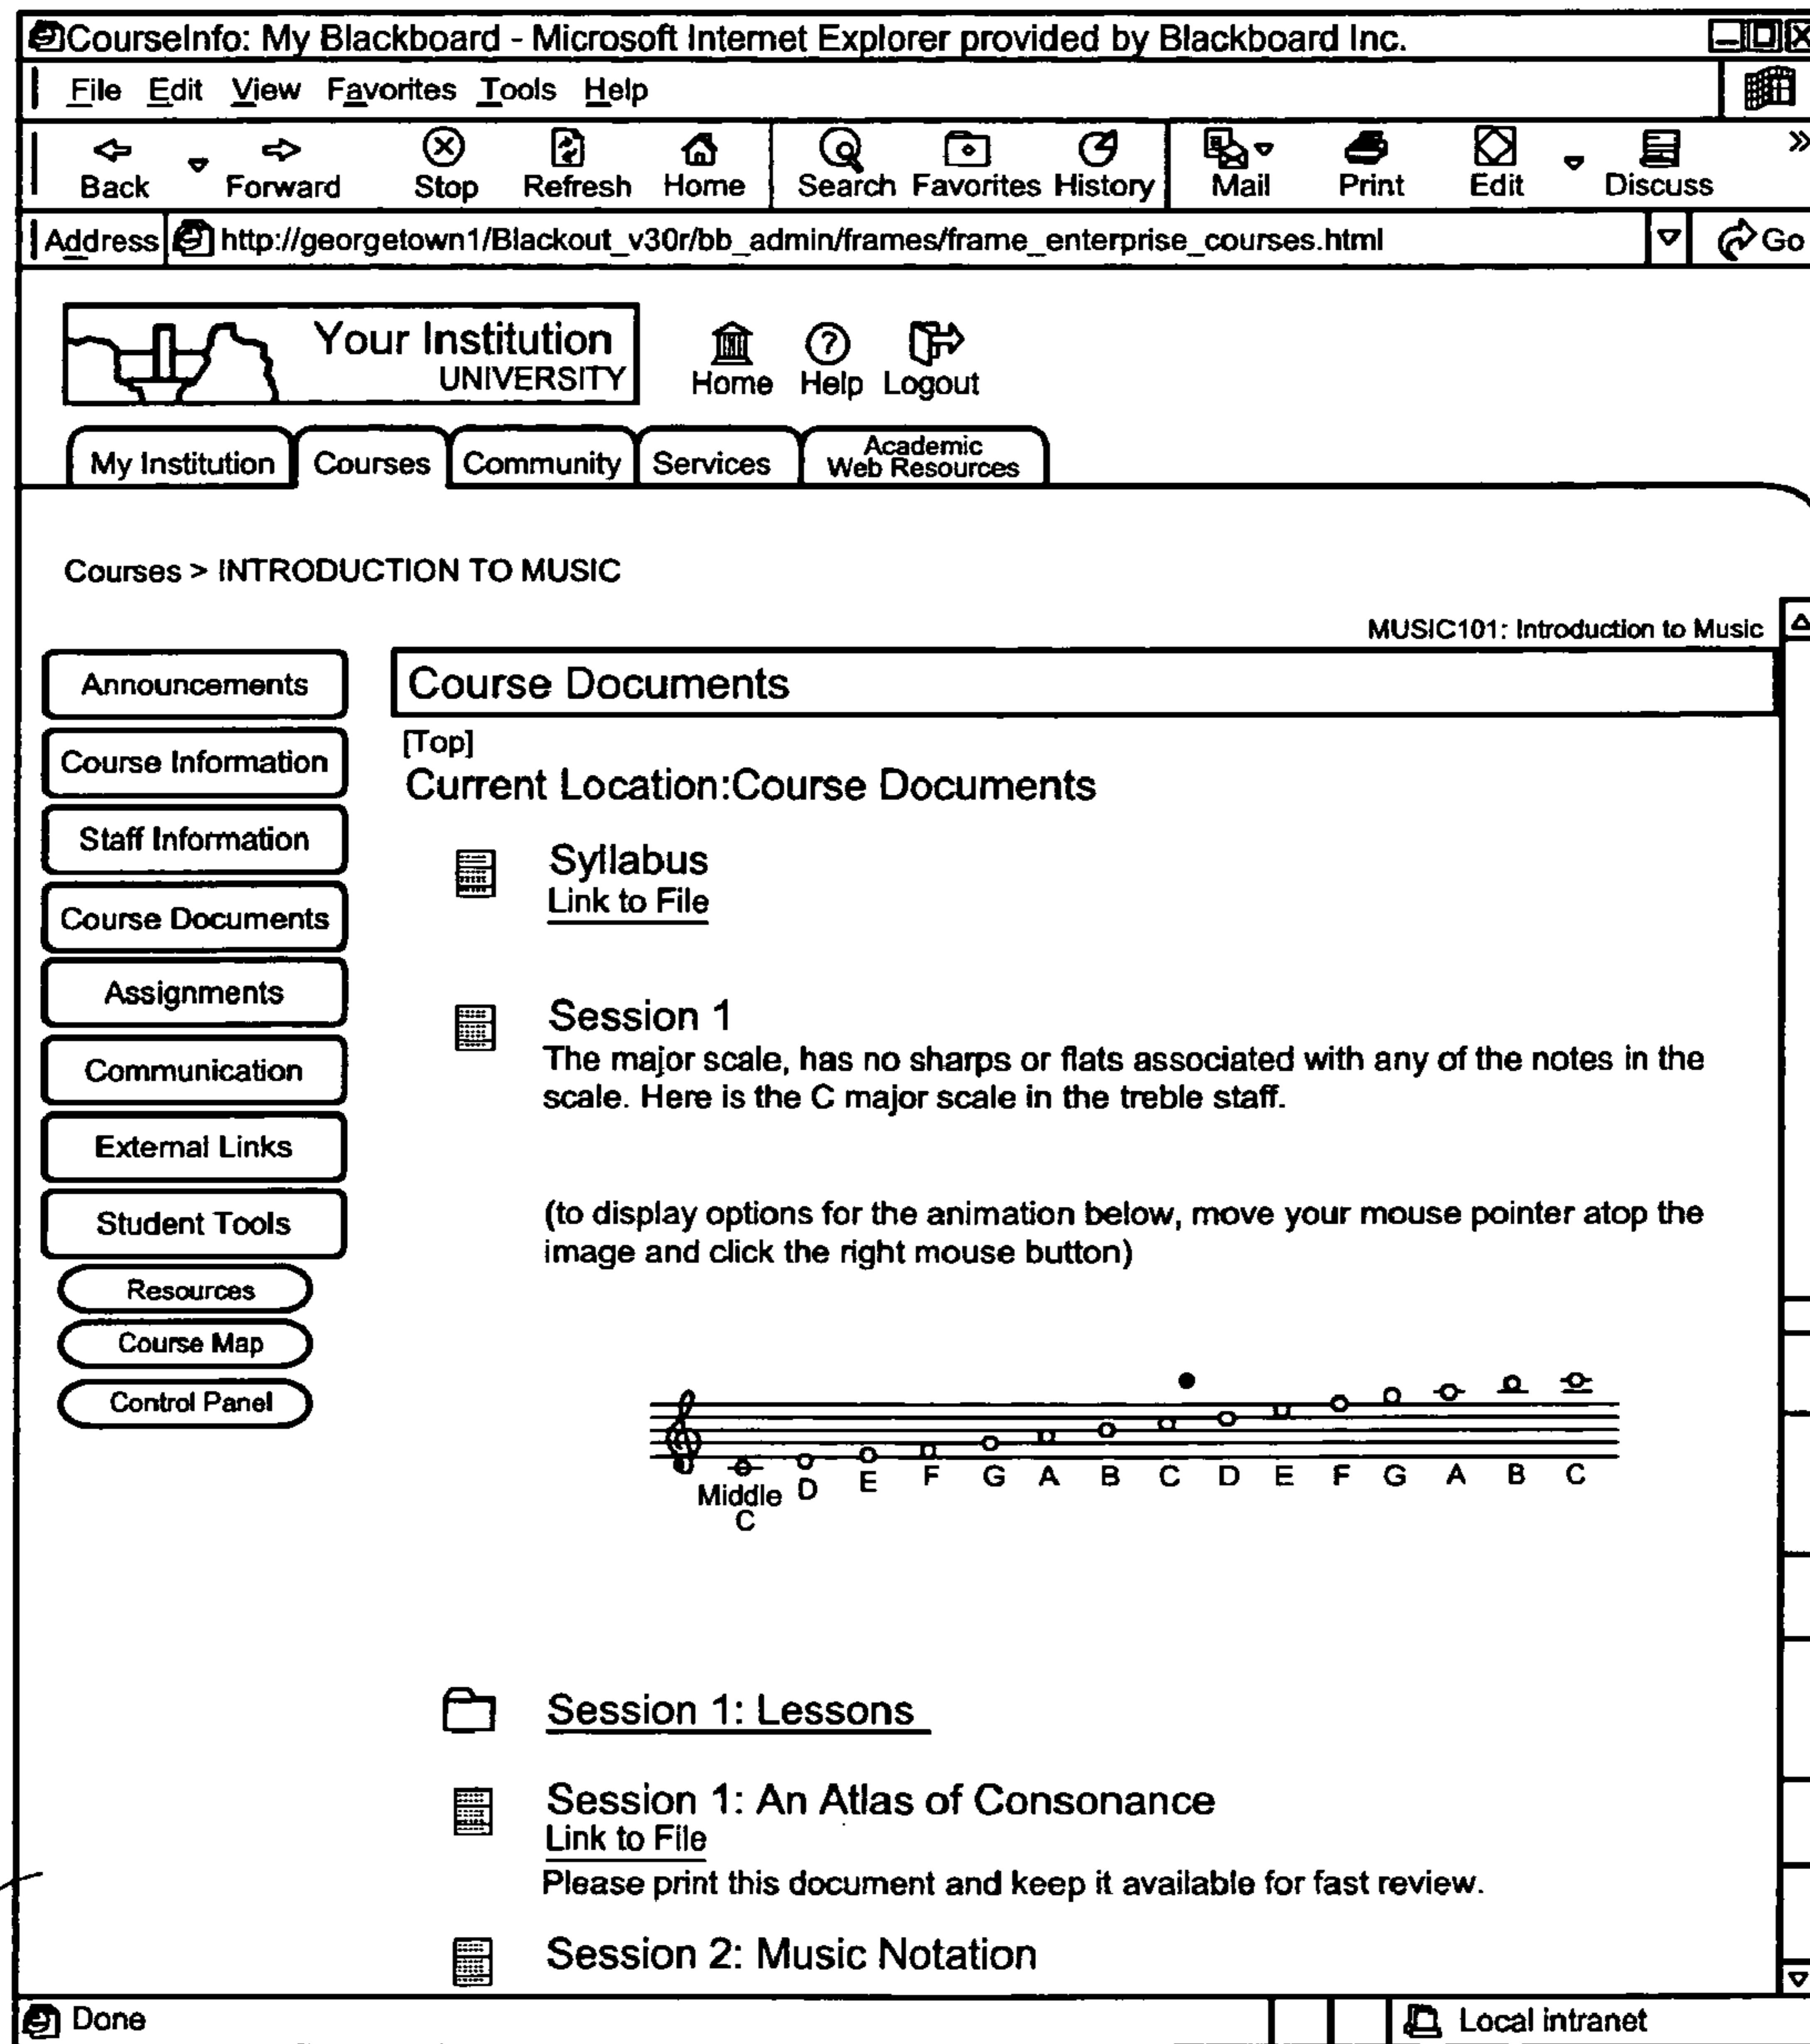 CourseInfo: My Blackboard - Microsoft Internet Explorer provided by Blackboard Inc.
File Edit View Favorites Tools Help
Back Forward Stop Refresh Home Search Favorites History Mail Print Edit Discuss »
Address http://georgetown1/Blackout_v30r/bb_admin/frames/frame_enterprise_courses.html Go
Your Institution
UNIVERSITY
Home Help Logout
My Institution Courses Community Services Academic
Web Resources
Courses > INTRODUCTION TO MUSIC
MUSIC101: Introduction to Music
Announcements
Course Information
Staff Information
Course Documents
Assignments
Communication
External Links
Student Tools
Resources
Course Map
Control Panel
Course Documents
[Top]
Current Location:Course Documents
Syllabus
Link to File
Session 1
The major scale, has no sharps or flats associated with any of the notes in the
scale. Here is the C major scale in the treble staff.
(to display options for the animation below, move your mouse pointer atop the
image and click the right mouse button)
Middle D E F G A B C D E F G A B C
C
Session 1: Lessons
Session 1: An Atlas of Consonance
Link to File
Please print this document and keep it available for fast review.
Session 2: Music Notation
Done Local intranet